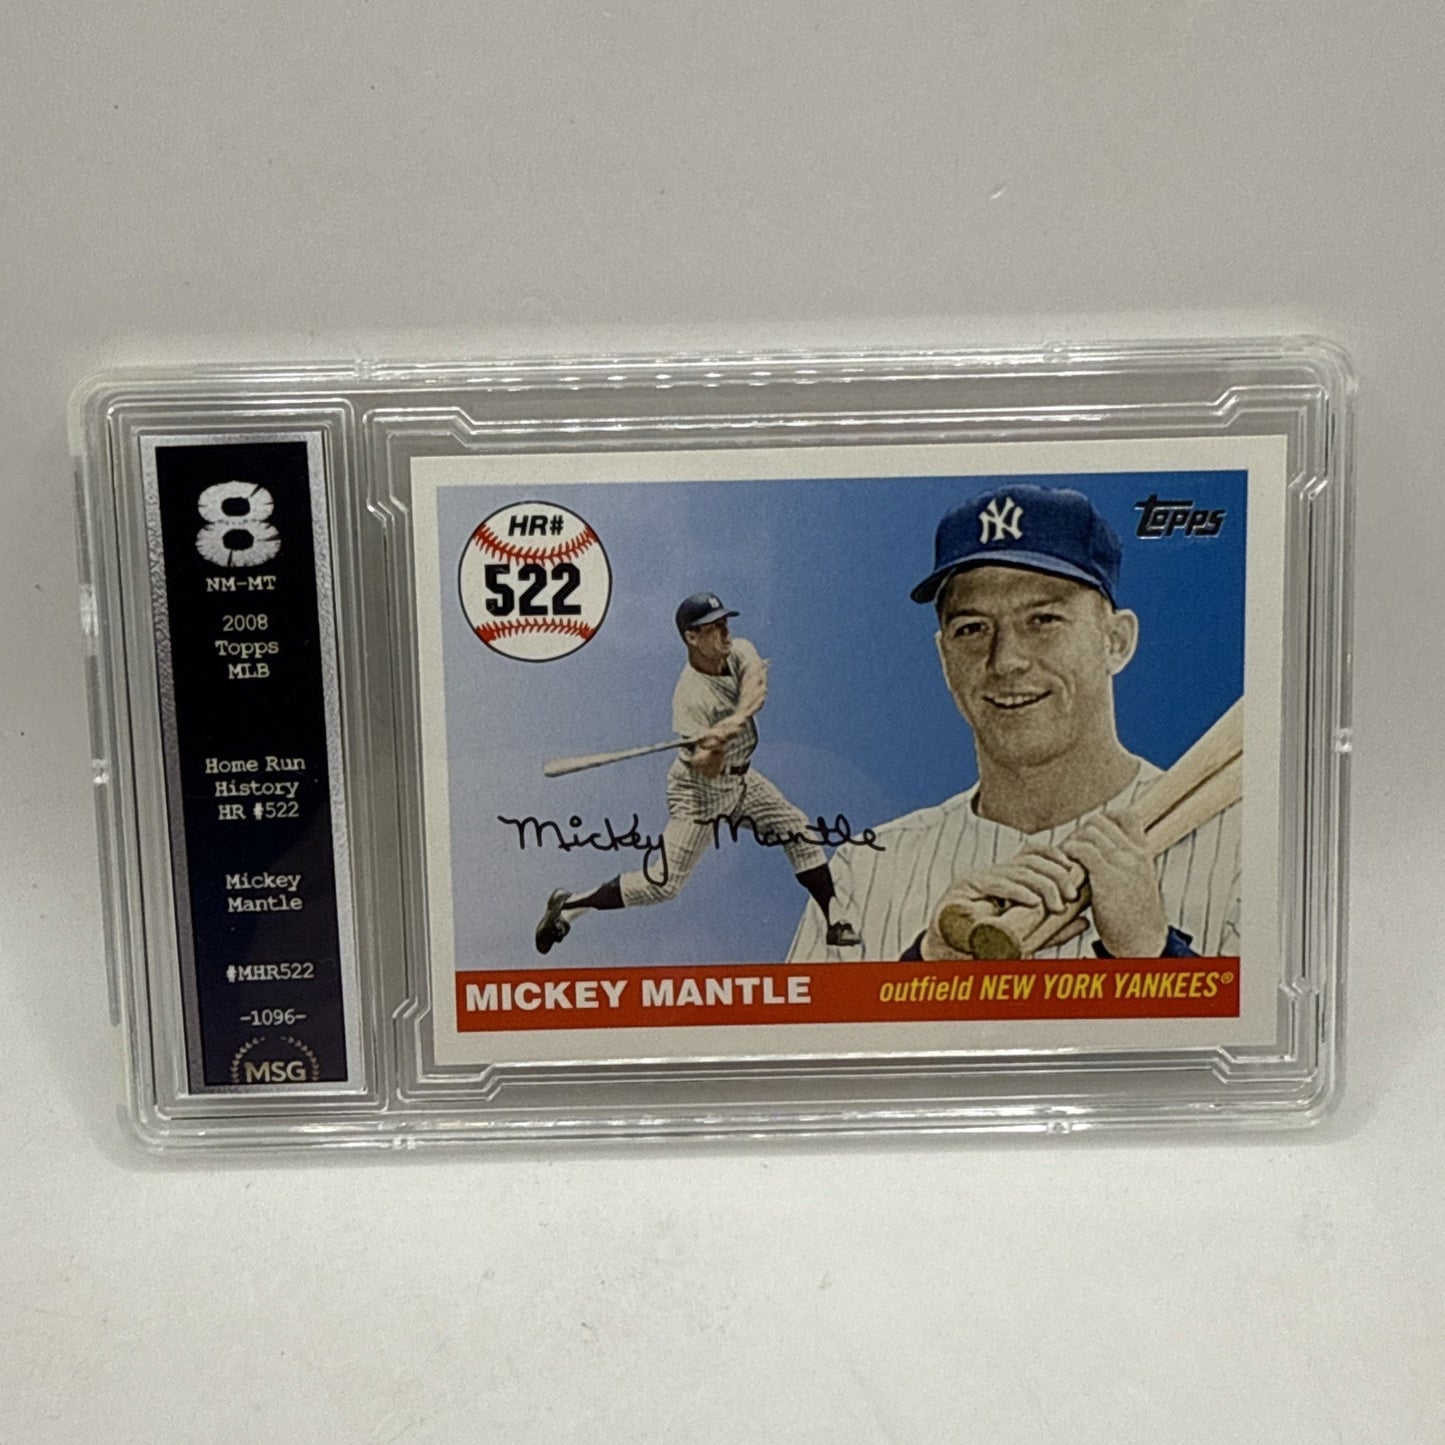 8
NM-MT
2008
Topps
MLB
Home Run
History
HR #522
Mickey
Mantle
#MHR522
-1096-
MSG
HR#
522
Topps
NY
Mickey Mantle
MICKEY MANTLE
outfield NEW YORK YANKEES®